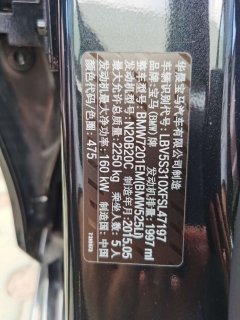 华晨宝马汽车有限公司制造
品牌:宝马(BMW)牌
车辆识别代号:LBV5S310XFSL47197
整车型号:BMW7201EM(BMW525Li)
发动机型号:N20B20C 发动机排量:1997 ml
发动机最大净功率:160 kW 制造年月:2015.05
最大允许总质量:2250 kg 乘坐人数:5人
颜色代码/色圈:475 制造国:中国